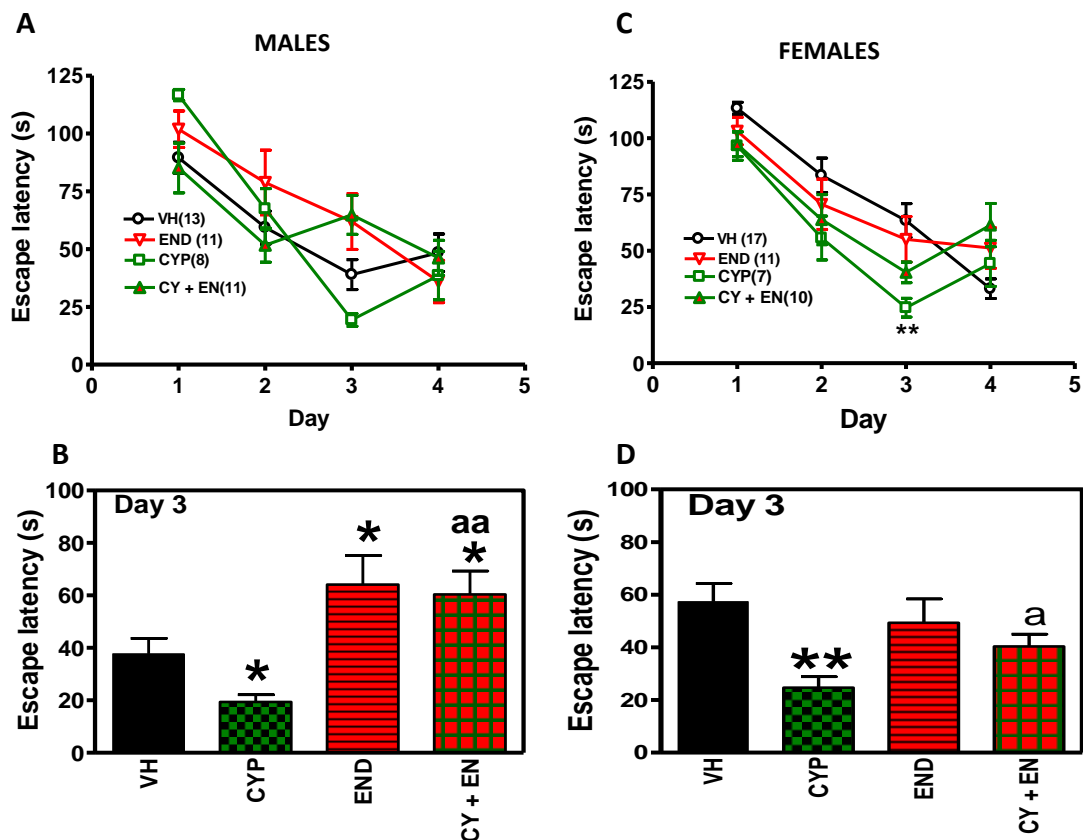 A
MALES
Escape latency (s)
125
100
75
50
25
0
VH(13)
END (11)
CYP(8)
CY + EN(11)
0 1 2 3 4 5
Day
C
FEMALES
Escape latency (s)
125
100
75
50
25
0
VH (17)
END (11)
CYP(7)
CY + EN(10)
**
0 1 2 3 4 5
Day
B
Day 3
Escape latency (s)
100
80
60
40
20
0
*
*
aa
*
VH CYP END CY + EN
D
Day 3
Escape latency (s)
100
80
60
40
20
0
**
a
VH CYP END CY + EN